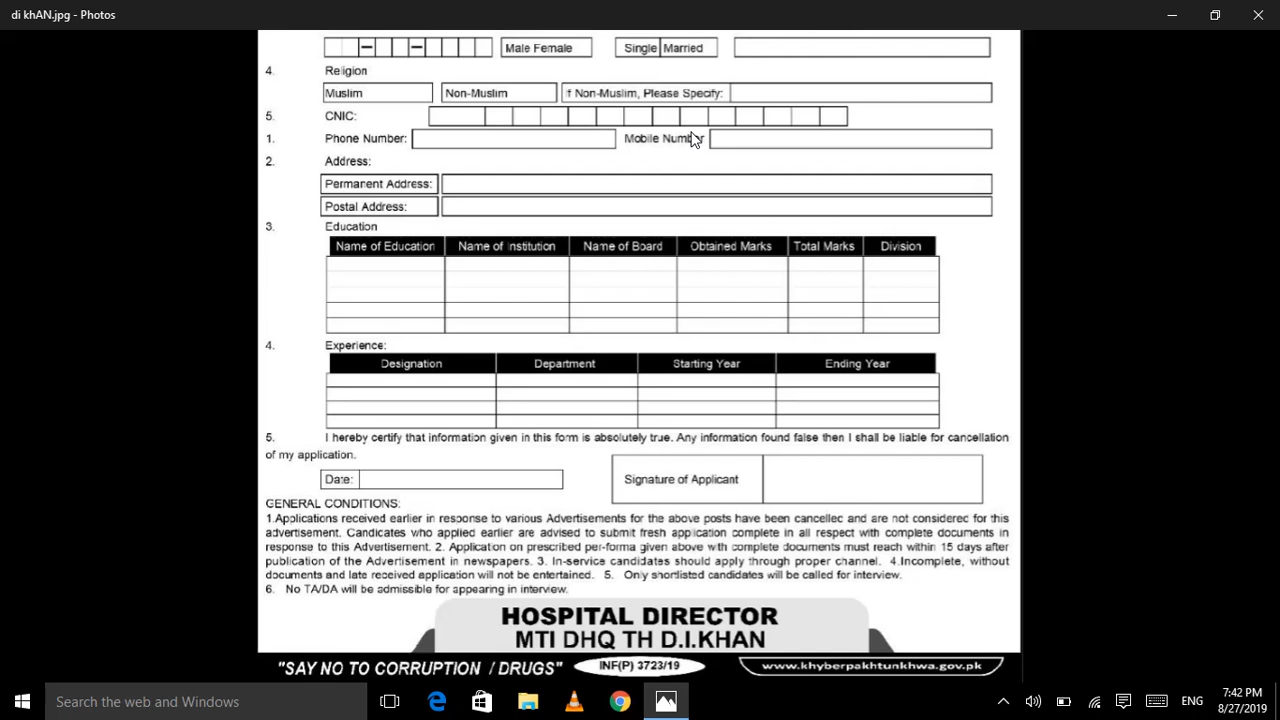 di khAN.jpg - Photos
Male Female Single Married
4. Religion
Muslim Non-Muslim If Non-Muslim, Please Specify:
5. CNIC:
1. Phone Number: Mobile Number
2. Address:
Permanent Address:
Postal Address:
3. Education
Name of Education Name of Institution Name of Board Obtained Marks Total Marks Division
4. Experience:
Designation Department Starting Year Ending Year
5. I hereby certify that information given in this form is absolutely true. Any information found false then I shall be liable for cancellation
of my application.
Date: Signature of Applicant
GENERAL CONDITIONS:
1.Applications received earlier in response to various Advertisements for the above posts have been cancelled and are not considered for this
advertisement. Candicates who applied earlier are advised to submit fresh application complete in all respect with complete documents in
response to this Advertisement. 2. Application on prescribed per-forma given above with complete documents must reach within 15 days after
publication of the Advertisement in newspapers. 3. In-service candidates should apply through proper channel. 4.Incomplete, without
documents and late received application will not be entertained. 5. Only shortlisted candidates will be called for interview.
6. No TA/DA will be admissible for appearing in interview.
HOSPITAL DIRECTOR
MTI DHQ TH D.I.KHAN
"SAY NO TO CORRUPTION / DRUGS" INF(P) 3723/19 www.khyberpakhtunkhwa.gov.pk
Search the web and Windows
ENG
7:42 PM
8/27/2019